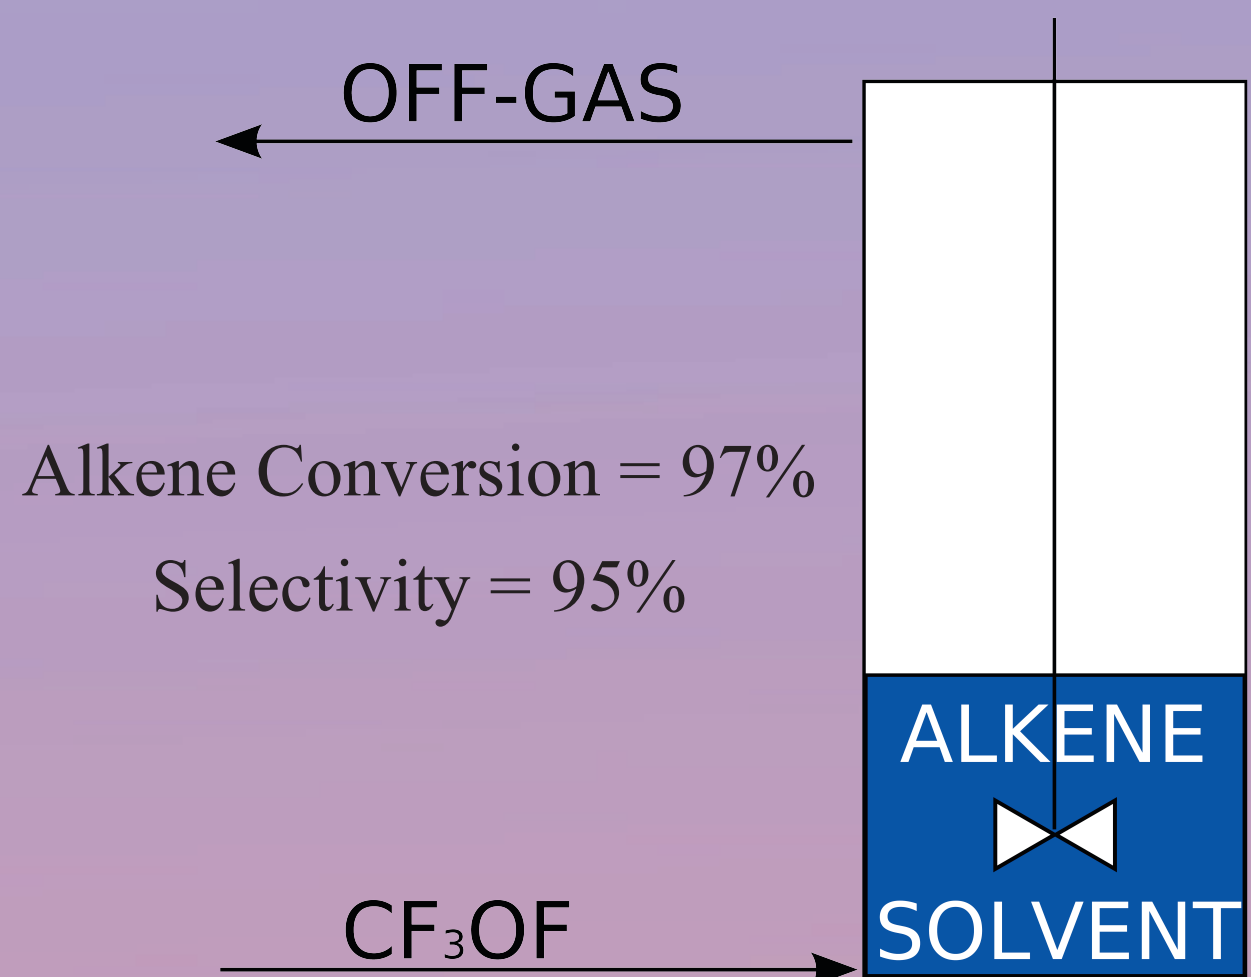 OFF-GAS
Alkene Conversion = 97%
Selectivity = 95%
ALKENE
SOLVENT
CF₃OF